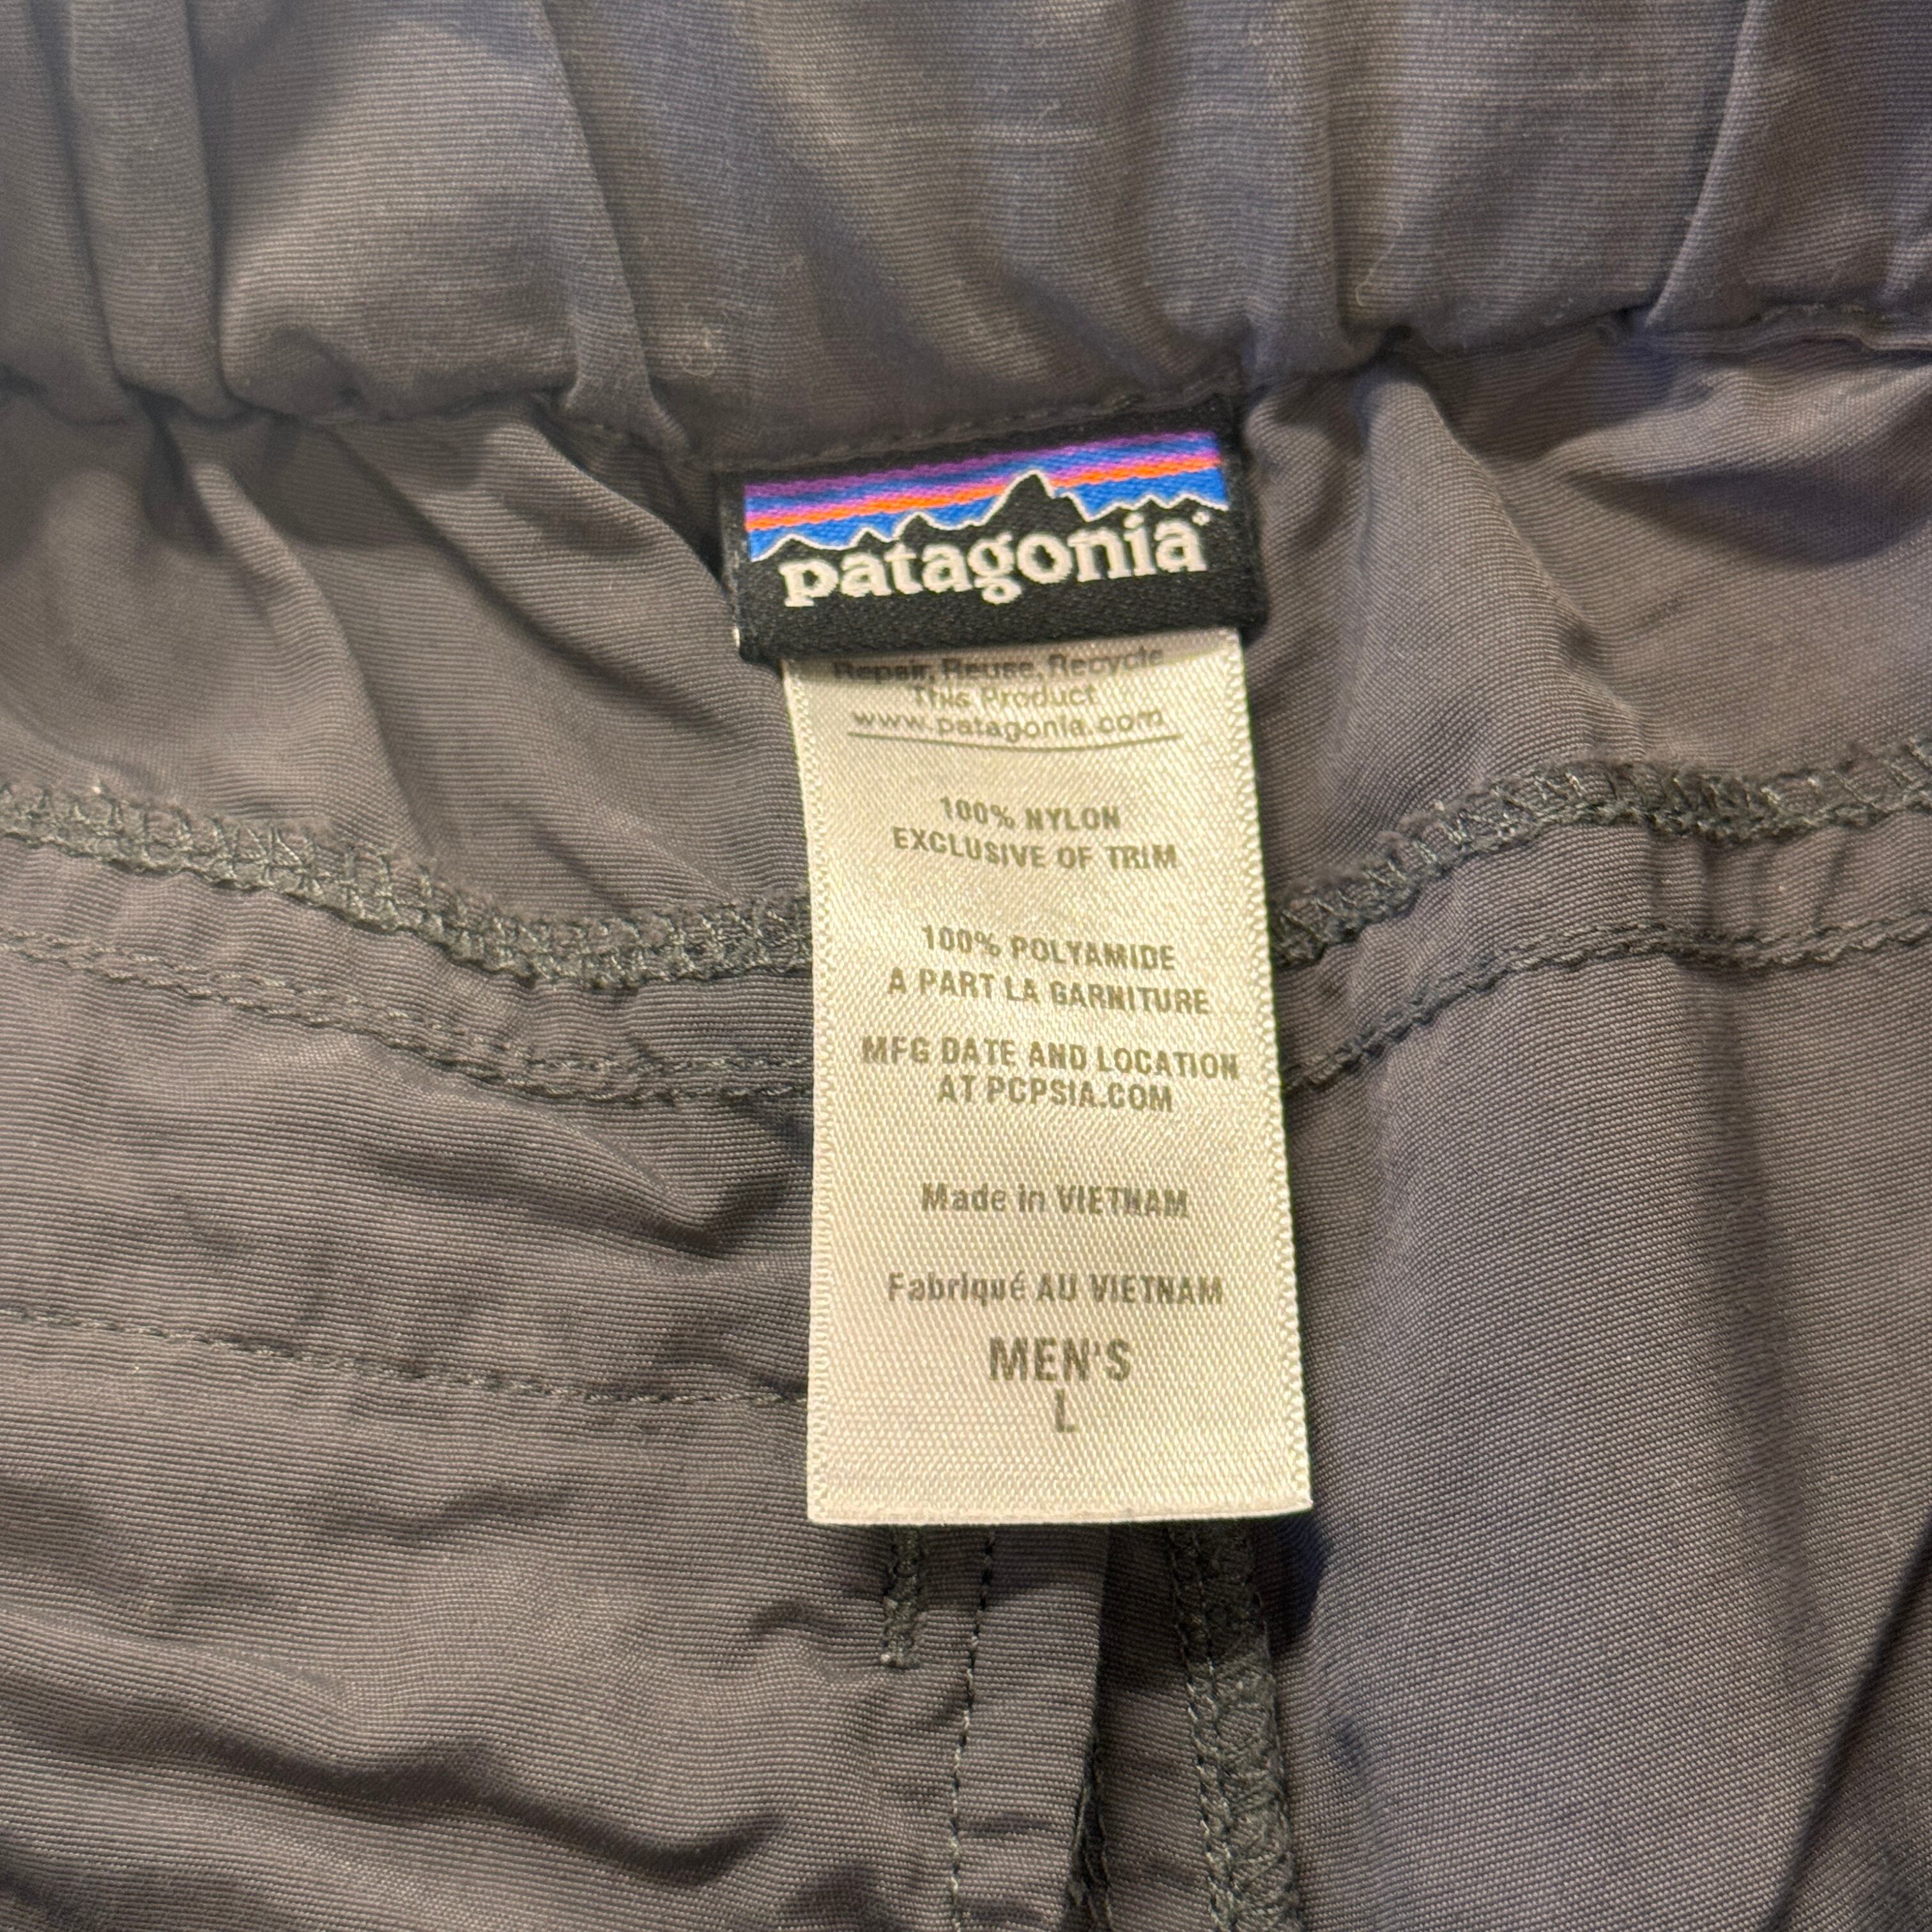 patagonia®
Repair, Reuse, Recycle
This Product
www.patagonia.com
100% NYLON
EXCLUSIVE OF TRIM
100% POLYAMIDE
A PART LA GARNITURE
MFG DATE AND LOCATION
AT PCPSIA.COM
Made in VIETNAM
Fabriqué AU VIETNAM
MEN'S
L